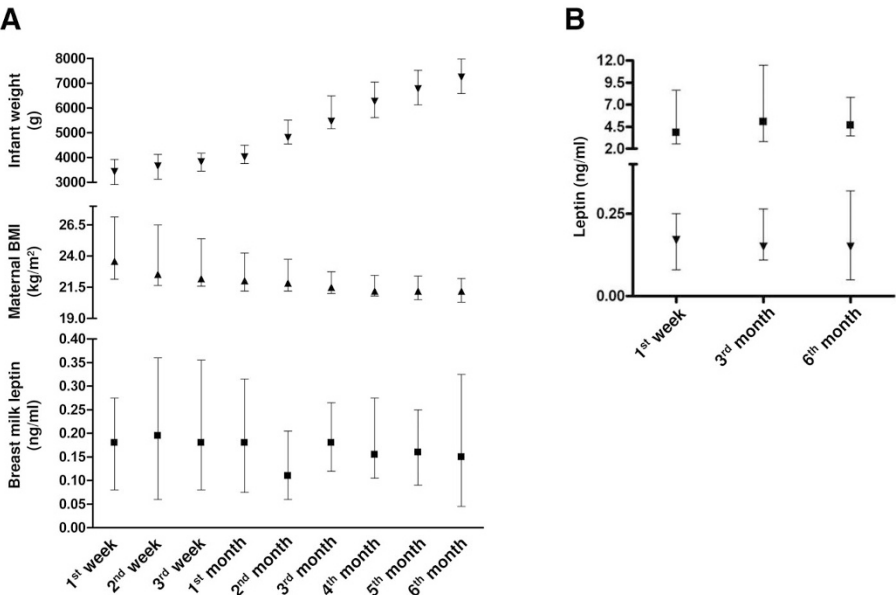 A
Infant weight
(g)
8000
7000
6000
5000
4000
3000
Maternal BMI
(kg/m²)
26.5
24.0
21.5
19.0
Breast milk leptin
(ng/ml)
0.40
0.35
0.30
0.25
0.20
0.15
0.10
0.05
0.00
1st week
2nd week
3rd week
1st month
2nd month
3rd month
4th month
5th month
6th month
B
Leptin (ng/ml)
12.0
9.5
7.0
4.5
2.0
0.25
0.00
1st week
3rd month
6th month